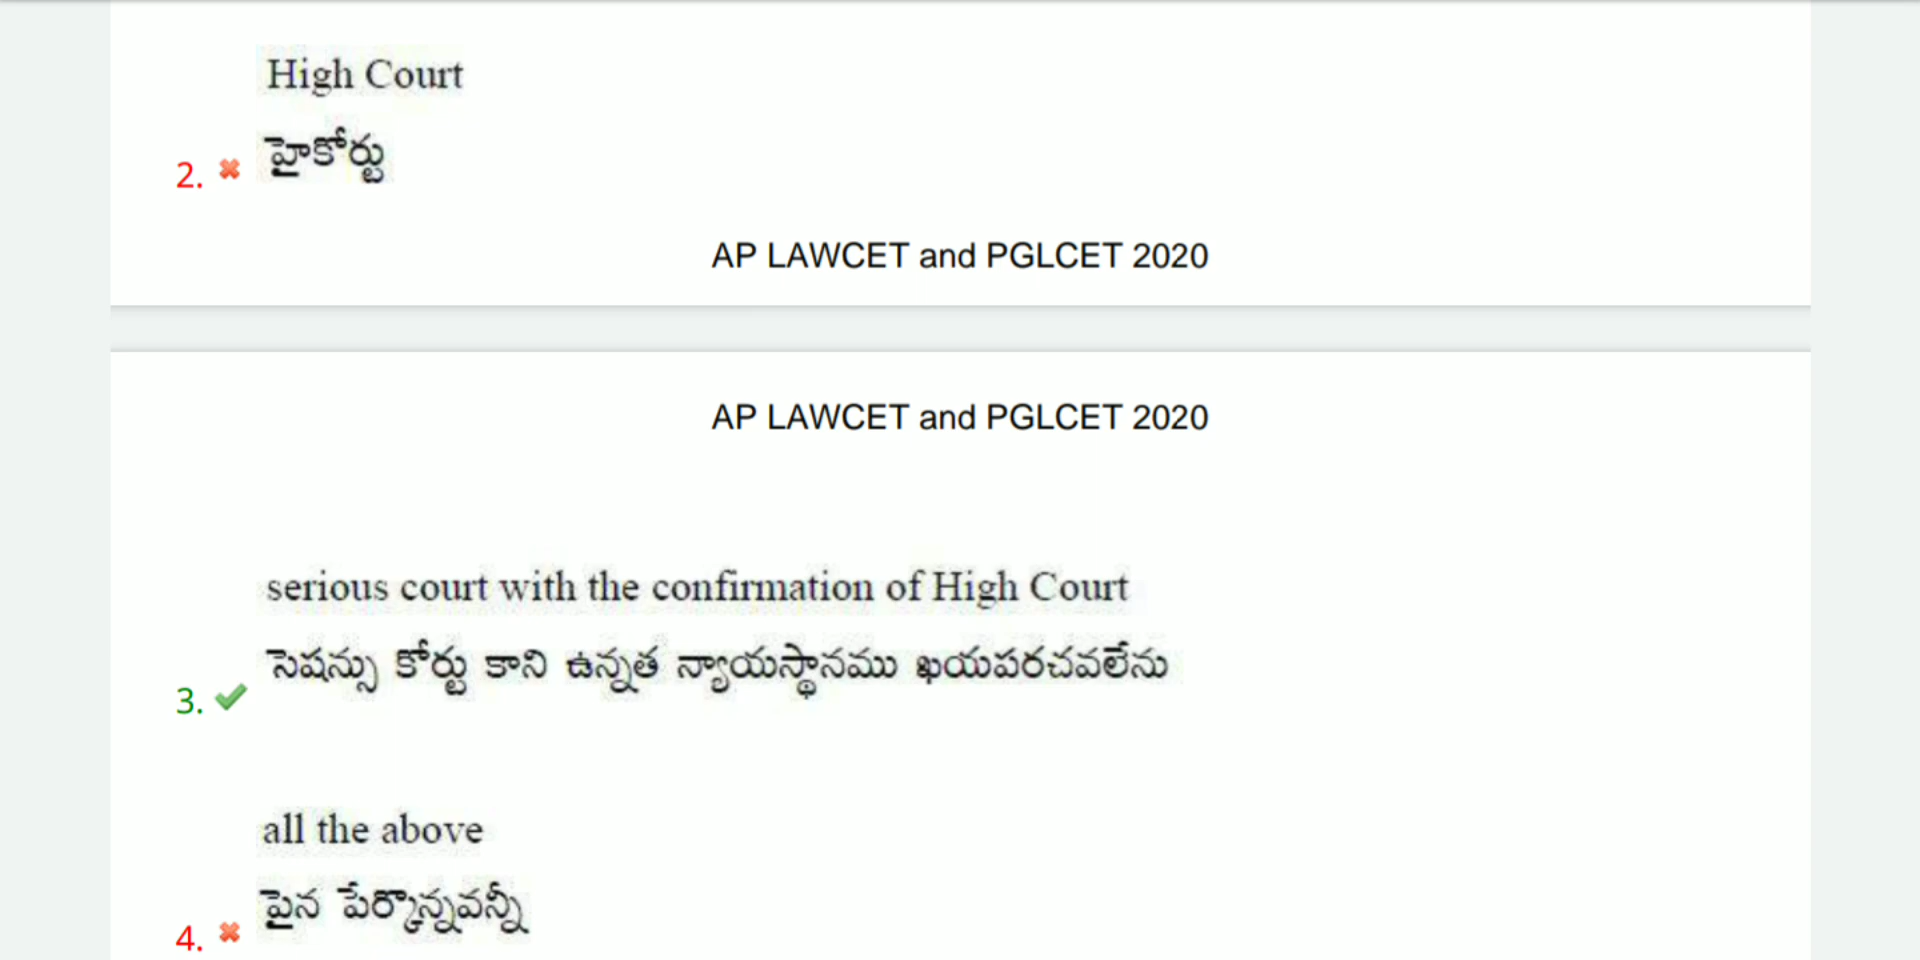 High Court
హైకోర్టు
2.
AP LAWCET and PGLCET 2020
AP LAWCET and PGLCET 2020
serious court with the confirmation of High Court
సెషన్సు కోర్టు కాని ఉన్నత న్యాయస్థానము ఖయపరచవలేను
3.
all the above
పైన పేర్కొన్నవన్నీ
4.